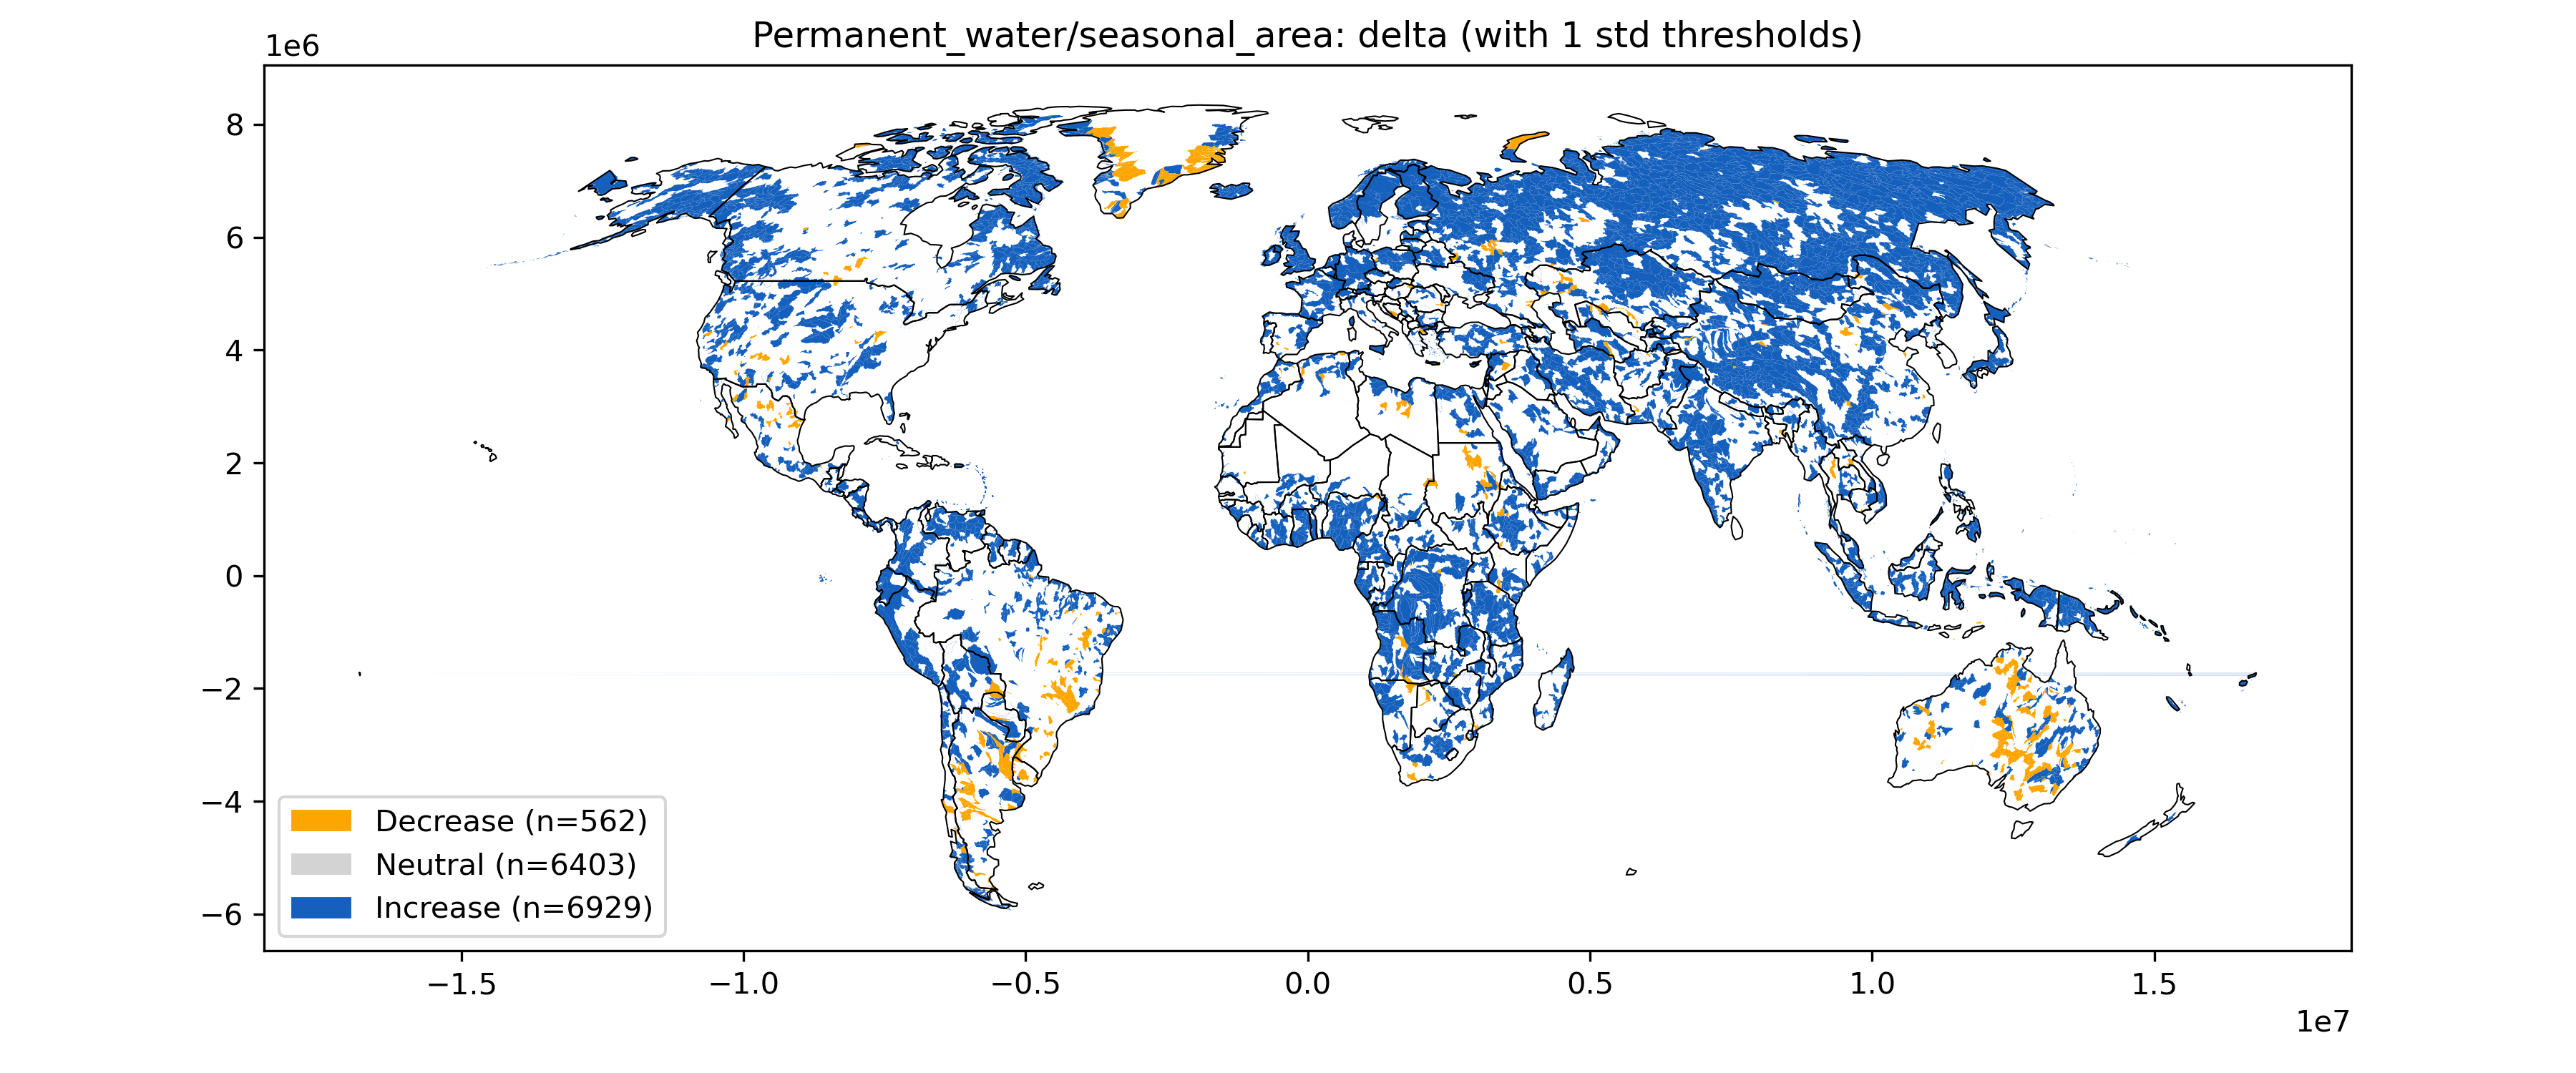 Permanent_water/seasonal_area: delta (with 1 std thresholds)
1e6
8
6
4
2
0
−2
−4
−6
Decrease (n=562)
Neutral (n=6403)
Increase (n=6929)
−1.5 −1.0 −0.5 0.0 0.5 1.0 1.5
1e7